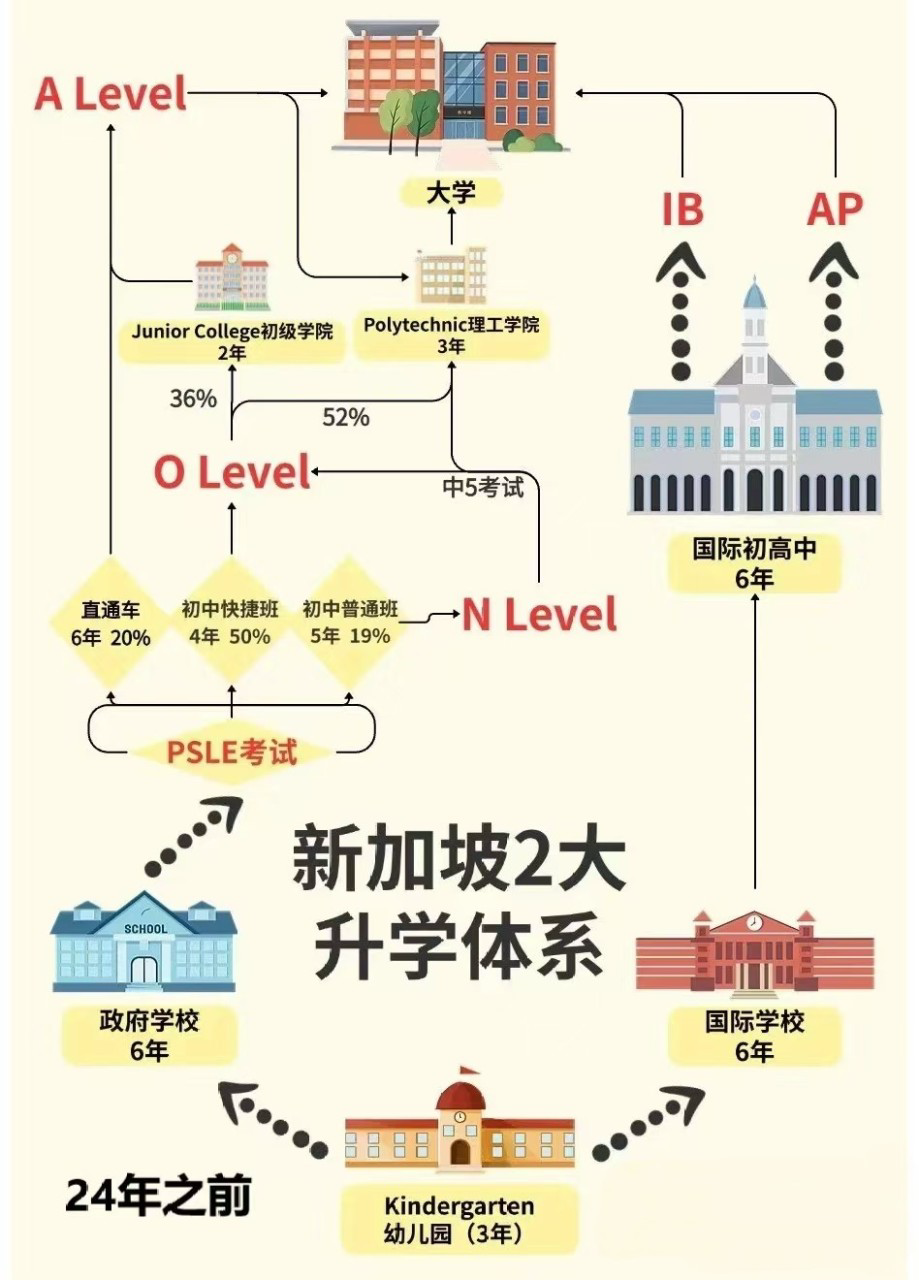 A Level
大学
IB
AP
Junior College初级学院
2年
Polytechnic理工学院
3年
36%
52%
O Level
中5考试
国际初高中
6年
直通车
6年 20%
初中快捷班
4年 50%
初中普通班
5年 19%
N Level
PSLE考试
新加坡2大
升学体系
SCHOOL
政府学校
6年
国际学校
6年
24年之前
Kindergarten
幼儿园（3年）